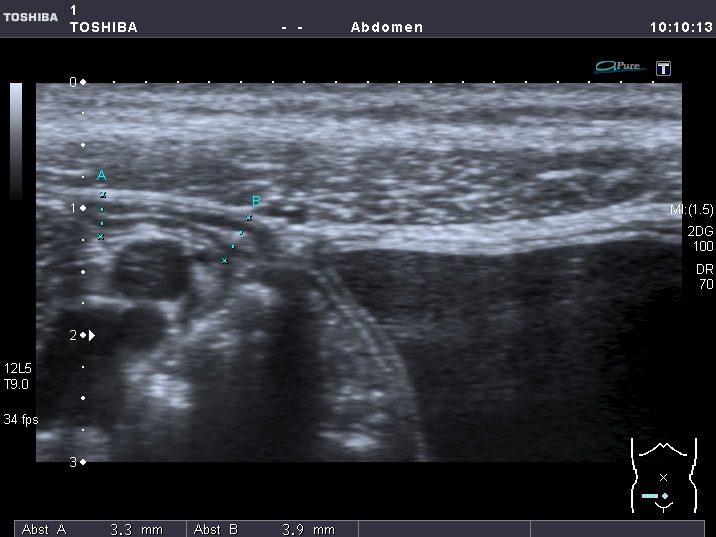 TOSHIBA
1
TOSHIBA - - Abdomen 10:10:13
aPure T
0
A
B
1
MI:(1.5)
2DG
100
DR
70
2
12L5
T9.0
34 fps
3
Abst A 3.3 mm Abst B 3.9 mm